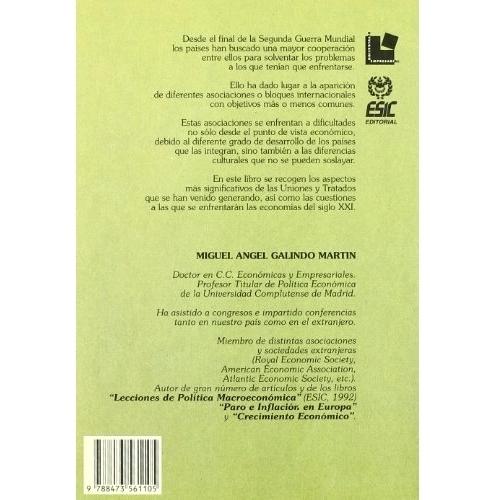 Desde el final de la Segunda Guerra Mundial
los países han buscado una mayor cooperación
entre ellos para solventar los problemas
a los que tenían que enfrentarse.
Ello ha dado lugar a la aparición
de diferentes asociaciones o bloques internacionales
con objetivos más o menos comunes.
Estas asociaciones se enfrentan a dificultades
no sólo desde el punto de vista económico,
debido al diferente grado de desarrollo de los países
que las integran, sino también a las diferencias
culturales que no se pueden soslayar.
En este libro se recogen los aspectos
más significativos de las Uniones y Tratados
que se han venido generando, así como las cuestiones
a las que se enfrentarán las economías del siglo XXI.
ESIC
EDITORIAL
MIGUEL ANGEL GALINDO MARTIN
Doctor en C.C. Económicas y Empresariales.
Profesor Titular de Política Económica
de la Universidad Complutense de Madrid.
Ha asistido a congresos e impartido conferencias
tanto en nuestro país como en el extranjero.
Miembro de distintas asociaciones
y sociedades extranjeras
(Royal Economic Society,
American Economic Association,
Atlantic Economic Society, etc.).
Autor de gran número de artículos y de los libros
"Lecciones de Política Macroeconómica" (ESIC, 1992)
"Paro e Inflación en Europa"
y "Crecimiento Económico".
9 788473 561105